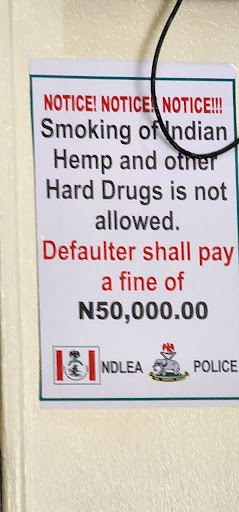 NOTICE! NOTICE! NOTICE!!!
Smoking of Indian
Hemp and other
Hard Drugs is not
allowed.
Defaulter shall pay
a fine of
N50,000.00
NDLEA POLICE